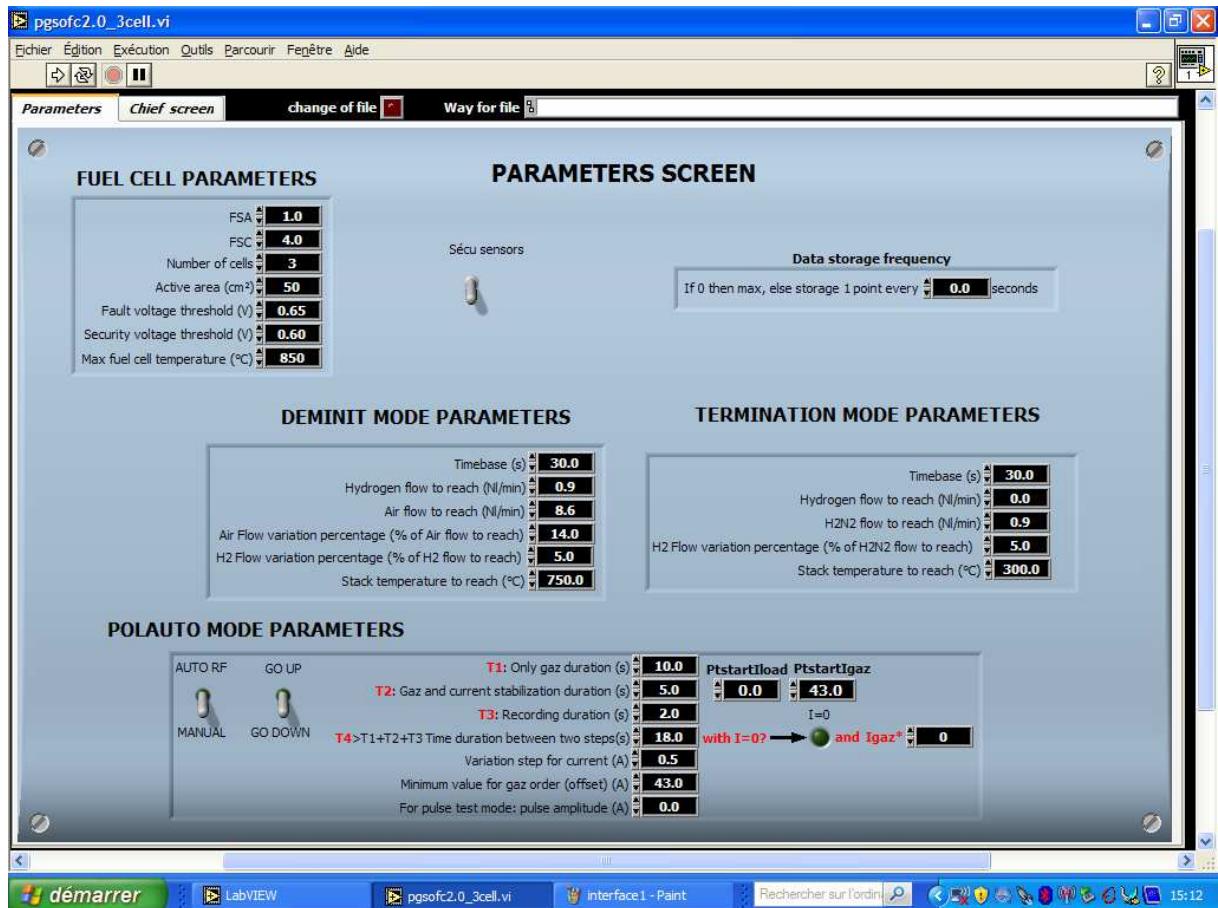 pgsofc2.0_3cell.vi
Fichier Édition Exécution Outils Parcourir Fenêtre Aide
1
Parameters Chief screen change of file Way for file
PARAMETERS SCREEN
FUEL CELL PARAMETERS
FSA 1.0
FSC 4.0
Number of cells 3
Active area (cm²) 50
Fault voltage threshold (V) 0.65
Security voltage threshold (V) 0.60
Max fuel cell temperature (°C) 850
Sécu sensors
Data storage frequency
If 0 then max, else storage 1 point every 0.0 seconds
DEMINIT MODE PARAMETERS
Timebase (s) 30.0
Hydrogen flow to reach (Nl/min) 0.9
Air flow to reach (Nl/min) 8.6
Air Flow variation percentage (% of Air flow to reach) 14.0
H2 Flow variation percentage (% of H2 flow to reach) 5.0
Stack temperature to reach (°C) 750.0
TERMINATION MODE PARAMETERS
Timebase (s) 30.0
Hydrogen flow to reach (Nl/min) 0.0
H2N2 flow to reach (Nl/min) 0.9
H2 Flow variation percentage (% of H2N2 flow to reach) 5.0
Stack temperature to reach (°C) 300.0
POLAUTO MODE PARAMETERS
AUTO RF GO UP
MANUAL GO DOWN
T1: Only gaz duration (s) 10.0
T2: Gaz and current stabilization duration (s) 5.0
T3: Recording duration (s) 2.0
T4>T1+T2+T3 Time duration between two steps(s) 18.0 with I=0? and Igaz* 0
Variation step for current (A) 0.5
Minimum value for gaz order (offset) (A) 43.0
For pulse test mode: pulse amplitude (A) 0.0
PtstartIload PtstartIgaz
0.0 43.0
I=0
démarrer LabVIEW pgsofc2.0_3cell.vi interface1 - Paint Rechercher sur l'ordin 15:12